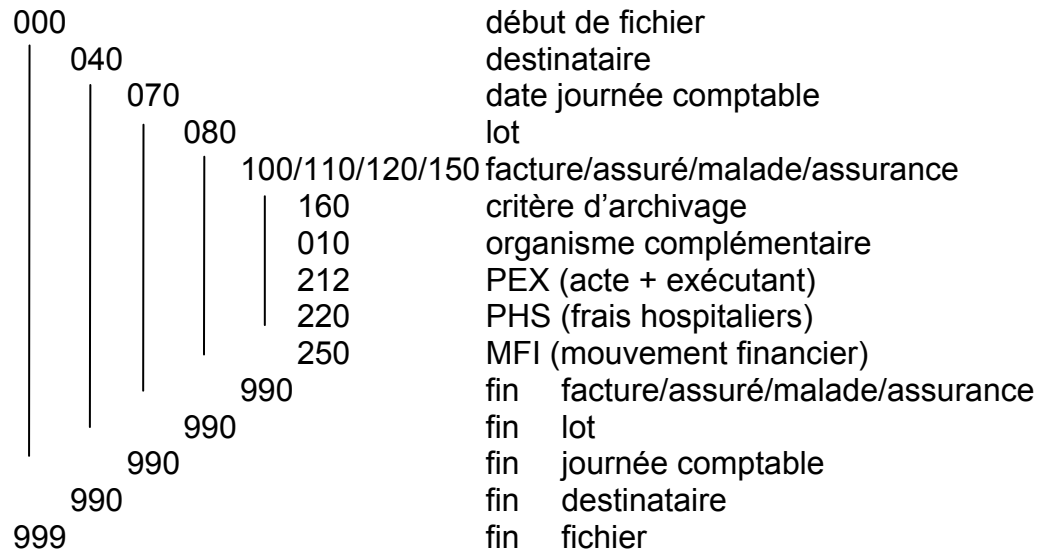 000 début de fichier
040 destinataire
070 date journée comptable
080 lot
100/110/120/150 facture/assuré/malade/assurance
160 critère d'archivage
010 organisme complémentaire
212 PEX (acte + exécutant)
220 PHS (frais hospitaliers)
250 MFI (mouvement financier)
990 fin facture/assuré/malade/assurance
990 fin lot
990 fin journée comptable
990 fin destinataire
999 fin fichier